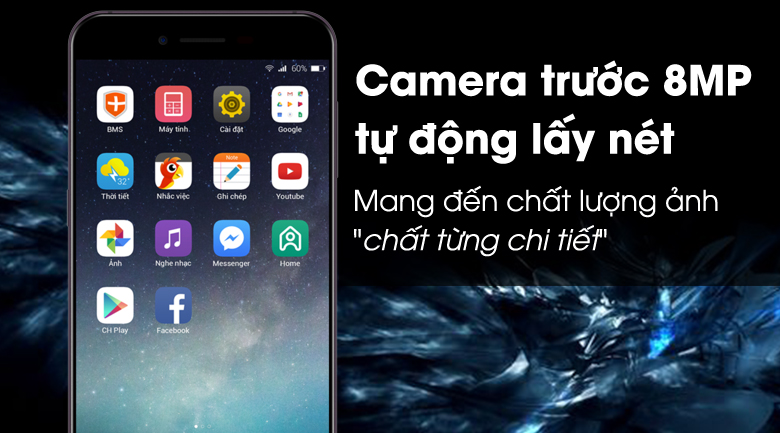 60%
BMS Máy tính Cài đặt Google
32°
Note
Thời tiết Nhắc việc Ghi chép Youtube
Ảnh Nghe nhạc Messenger Home
CH Play Facebook
Camera trước 8MP
tự động lấy nét
Mang đến chất lượng ảnh
"chất từng chi tiết"